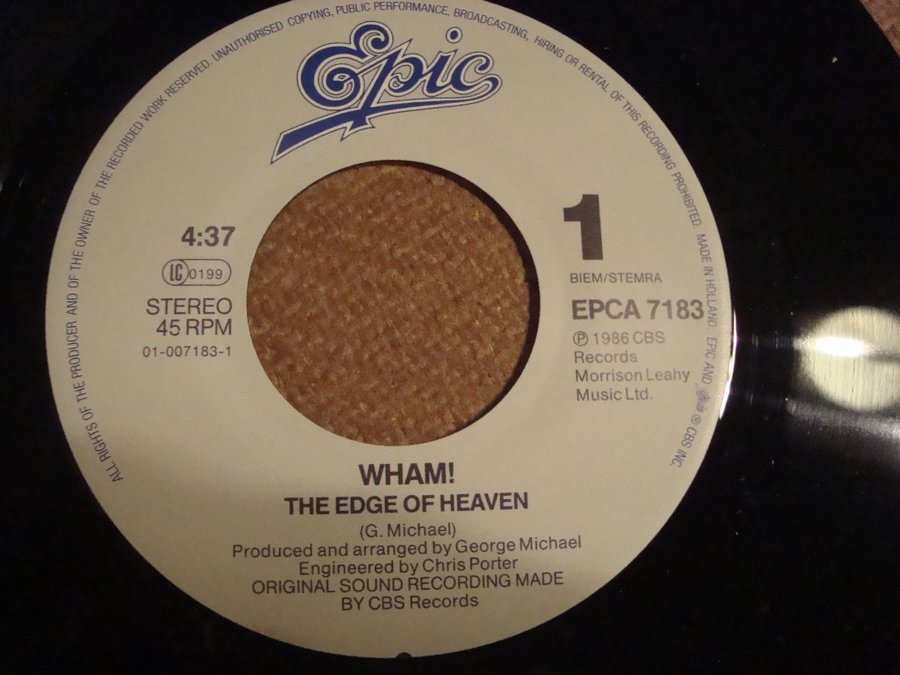 ALL RIGHTS OF THE PRODUCER AND OF THE OWNER OF THE RECORDED WORK RESERVED. UNAUTHORISED COPYING, PUBLIC PERFORMANCE, BROADCASTING, HIRING OR RENTAL OF THIS RECORDING PROHIBITED. MADE IN HOLLAND. EPIC AND Epic ® CBS INC.
Epic
4:37
LC 0199
STEREO
45 RPM
01-007183-1
1
BIEM/STEMRA
EPCA 7183
℗ 1986 CBS
Records
Morrison Leahy
Music Ltd.
WHAM!
THE EDGE OF HEAVEN
(G. Michael)
Produced and arranged by George Michael
Engineered by Chris Porter
ORIGINAL SOUND RECORDING MADE
BY CBS Records